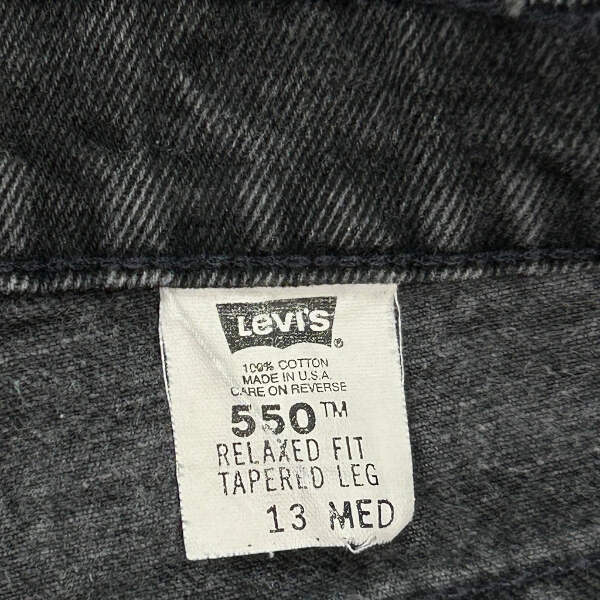 Levi's®
100% COTTON
MADE IN U.S.A.
CARE ON REVERSE
550™
RELAXED FIT
TAPERED LEG
13 MED